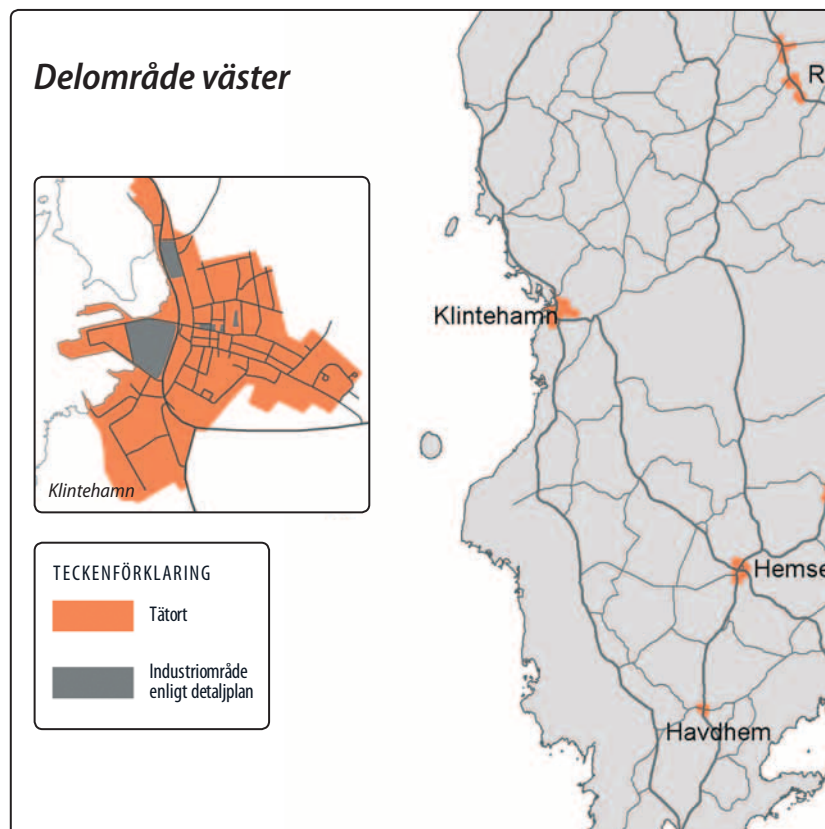 Delområde väster
R
Klintehamn
Klintehamn
TECKENFÖRKLARING
Tätort
Industriområde
enligt detaljplan
Hemse
Havdhem